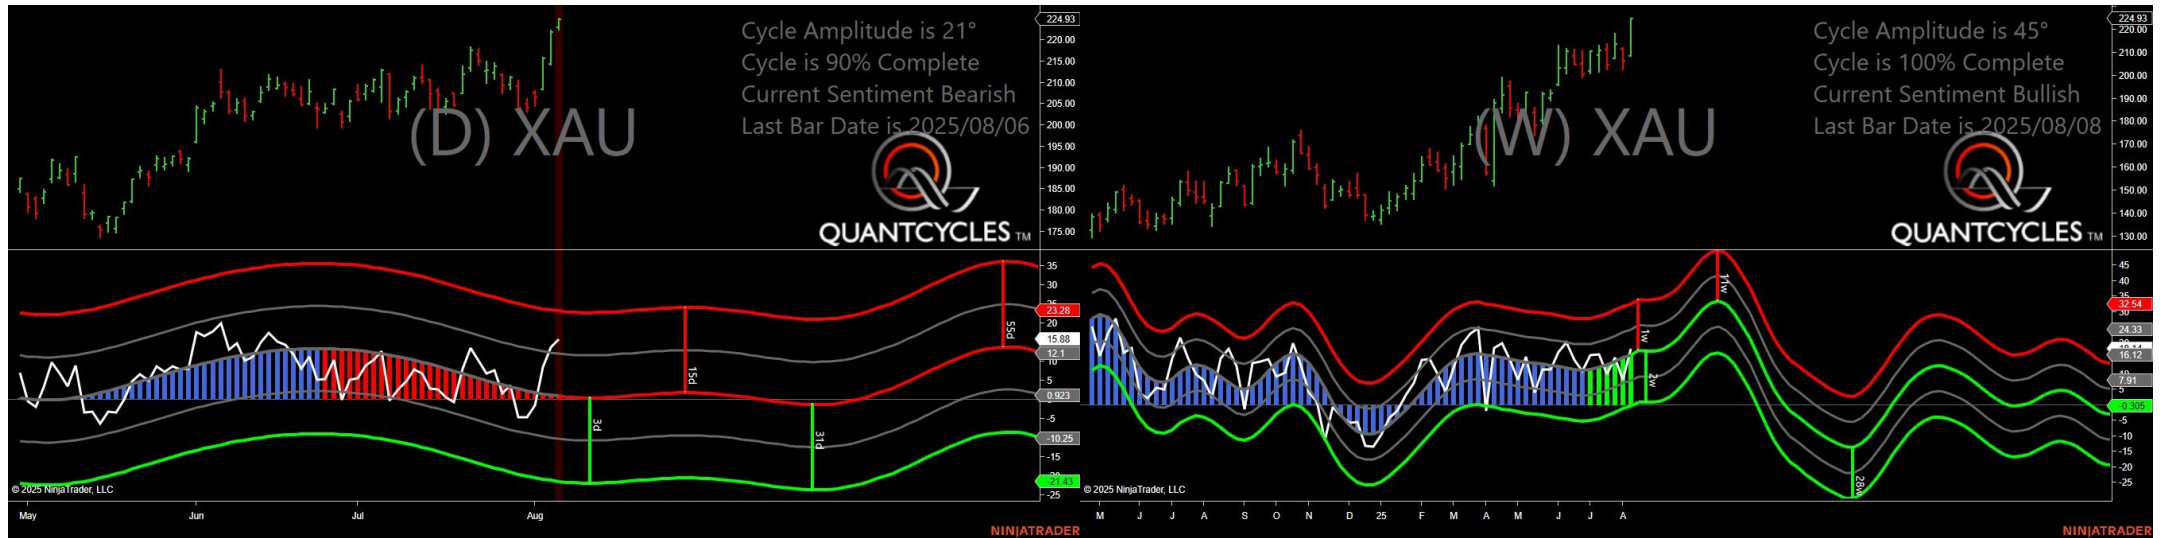 Cycle Amplitude is 21°
Cycle is 90% Complete
Current Sentiment Bearish
Last Bar Date is 2025/08/06
(D) XAU
QUANTCYCLES TM
224.93
220.00
215.00
210.00
205.00
200.00
195.00
190.00
185.00
180.00
175.00
35
30
25
23.28
20
15.88
12.1
10
5
0.923
-5
-10.25
-15
-21.43
-25
3d
15d
31d
55d
© 2025 NinjaTrader, LLC
May Jun Jul Aug
NINJATRADER
Cycle Amplitude is 45°
Cycle is 100% Complete
Current Sentiment Bullish
Last Bar Date is 2025/08/08
(W) XAU
QUANTCYCLES TM
224.93
220.00
210.00
200.00
190.00
180.00
170.00
160.00
150.00
140.00
130.00
45
40
35
32.54
30
24.33
16.12
7.91
5
-0.305
-5
-10
-15
-20
-25
1w
2w
11w
28w
© 2025 NinjaTrader, LLC
M J J A S O N D 25 F M A M J J A
NINJATRADER